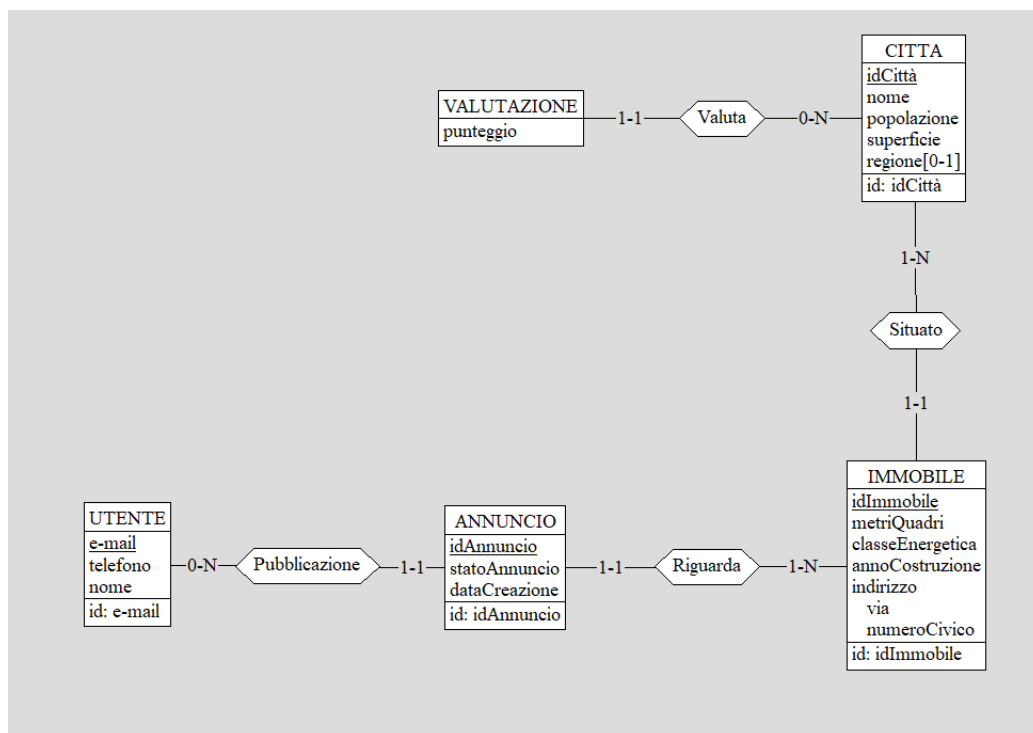 CITTA
idCittà
nome
popolazione
superficie
regione[0-1]
id: idCittà
VALUTAZIONE
punteggio
1-1
Valuta
0-N
1-N
Situato
1-1
IMMOBILE
idImmobile
metriQuadri
classeEnergetica
annoCostruzione
indirizzo
via
numeroCivico
id: idImmobile
UTENTE
e-mail
telefono
nome
id: e-mail
0-N
Pubblicazione
1-1
ANNUNCIO
idAnnuncio
statoAnnuncio
dataCreazione
id: idAnnuncio
1-1
Riguarda
1-N